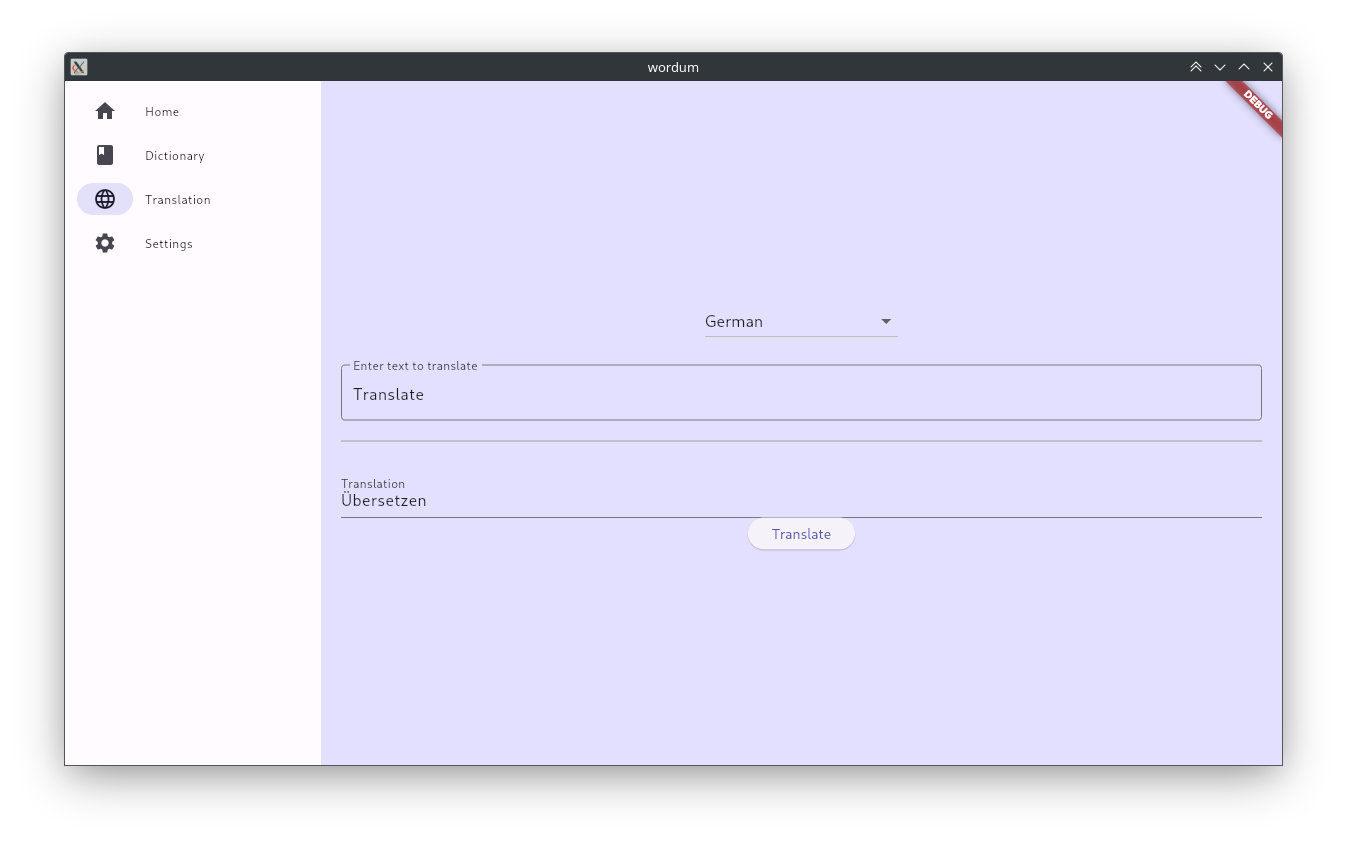 wordum
DEBUG
Home
Dictionary
Translation
Settings
German
Enter text to translate
Translate
Translation
Übersetzen
Translate